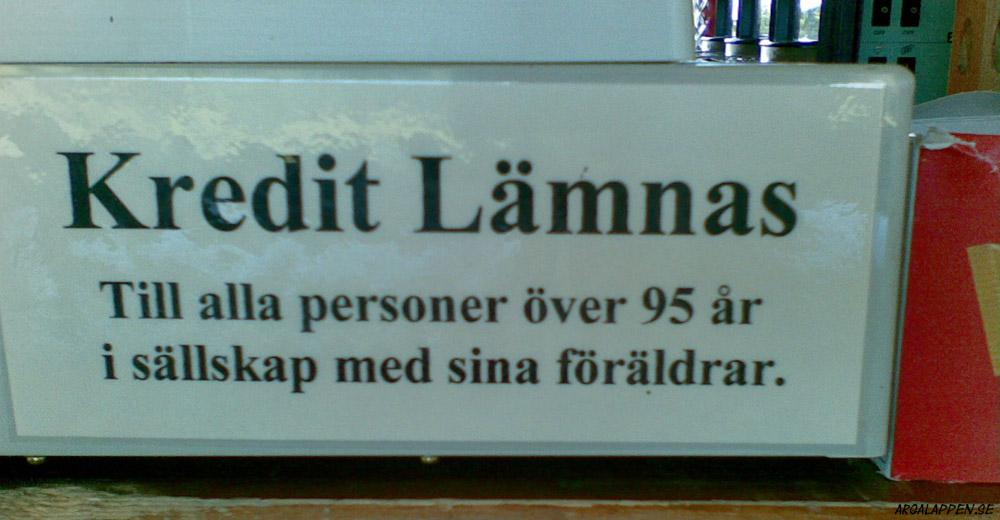 Kredit Lämnas
Till alla personer över 95 år
i sällskap med sina föräldrar.
ARGALAPPEN.SE